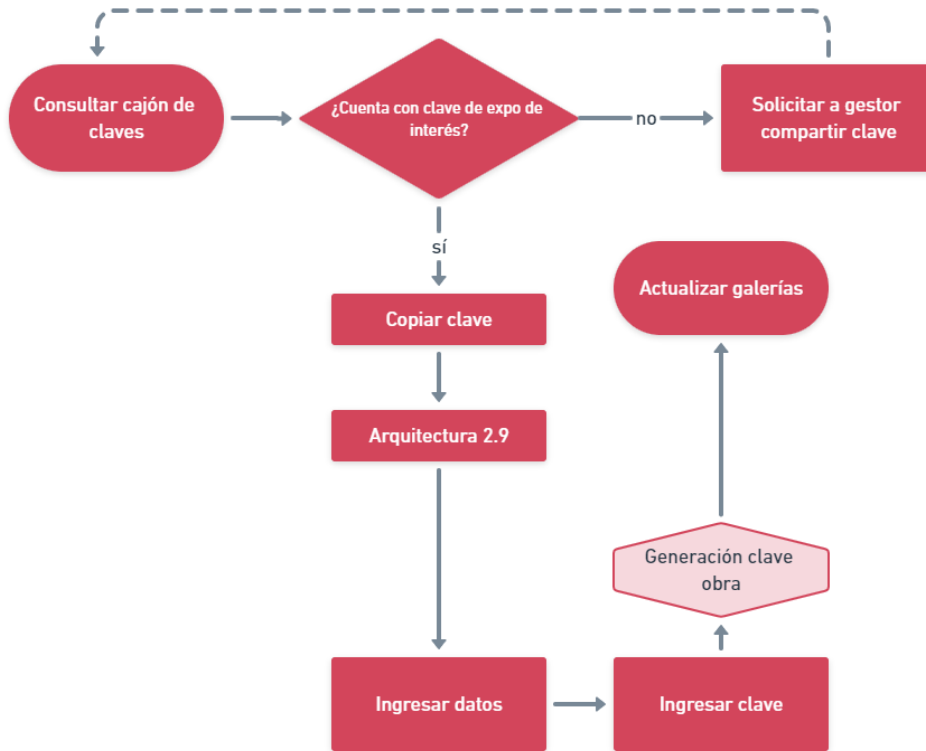 Consultar cajón de
claves
¿Cuenta con clave de expo de
interés?
no
Solicitar a gestor
compartir clave
sí
Copiar clave
Actualizar galerías
Arquitectura 2.9
Generación clave
obra
Ingresar datos
Ingresar clave